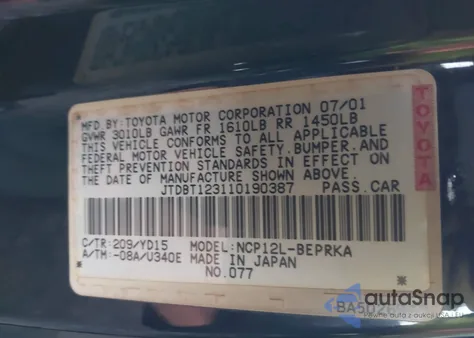 MFD.BY:TOYOTA MOTOR CORPORATION 07/01
GVWR 3010LB GAWR FR 1610LB RR 1450LB
THIS VEHICLE CONFORMS TO ALL APPLICABLE
FEDERAL MOTOR VEHICLE SAFETY,BUMPER,AND
THEFT PREVENTION STANDARDS IN EFFECT ON
THE DATE OF MANUFACTURE SHOWN ABOVE.
JTDBT123110190387 PASS.CAR
C/TR:209/YD15 MODEL:NCP12L-BEPRKA
A/TM:-08A/U340E MADE IN JAPAN
NO.077
TOYOTA
autoSnap